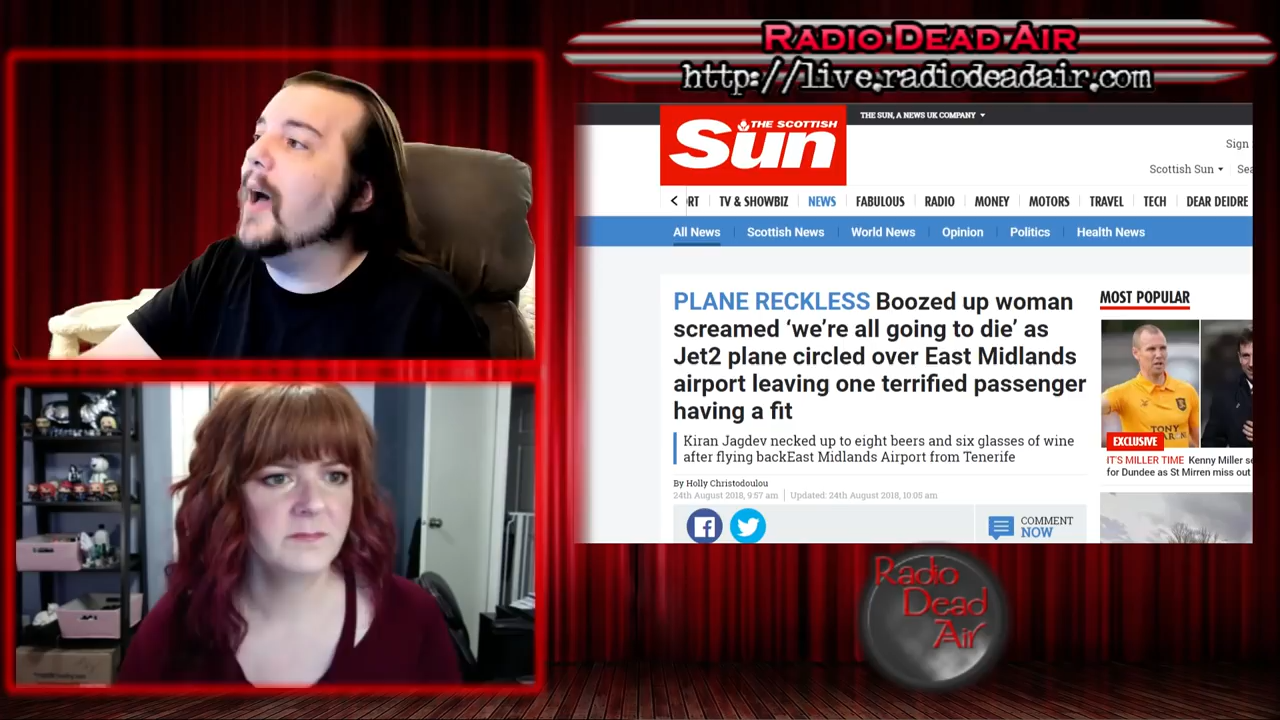 Radio Dead Air
http://live.radiodeadair.com
THE SCOTTISH
Sun
THE SUN, A NEWS UK COMPANY
Sign
Scottish Sun
Sea
RT TV & SHOWBIZ NEWS FABULOUS RADIO MONEY MOTORS TRAVEL TECH DEAR DEIDRE
All News Scottish News World News Opinion Politics Health News
PLANE RECKLESS Boozed up woman
screamed ‘we’re all going to die’ as
Jet2 plane circled over East Midlands
airport leaving one terrified passenger
having a fit
Kiran Jagdev necked up to eight beers and six glasses of wine
after flying backEast Midlands Airport from Tenerife
By Holly Christodoulou
24th August 2018, 9:57 am Updated: 24th August 2018, 10:05 am
COMMENT
NOW
MOST POPULAR
TONY
EXCLUSIVE
IT'S MILLER TIME Kenny Miller se
for Dundee as St Mirren miss out
Radio
Dead
Air